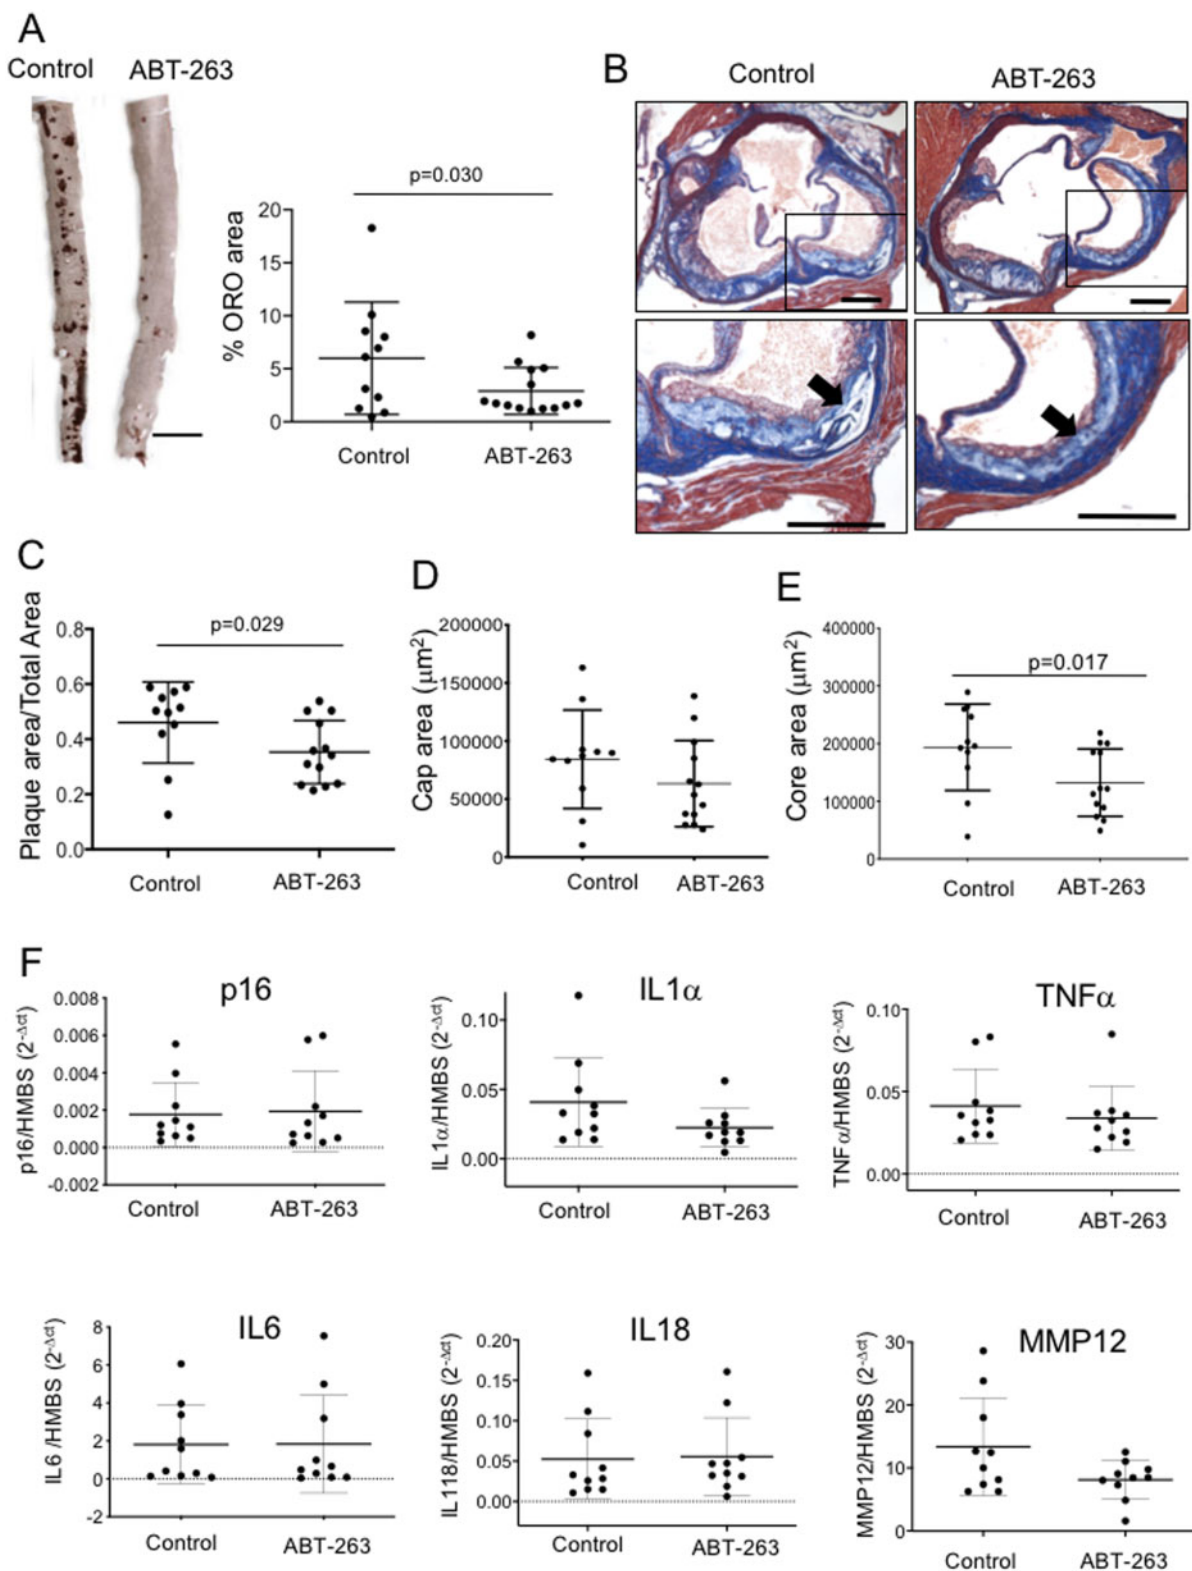 A
Control ABT-263
p=0.030
% ORO area
20
15
10
5
0
Control ABT-263
B
Control ABT-263
C
Plaque area/Total Area
p=0.029
0.8
0.6
0.4
0.2
0.0
Control ABT-263
D
Cap area (μm²)
200000
150000
100000
50000
0
Control ABT-263
E
Core area (μm²)
p=0.017
400000
300000
200000
100000
0
Control ABT-263
F
p16
p16/HMBS (2-Δct)
0.008
0.006
0.004
0.002
0.000
-0.002
Control ABT-263
IL1α
IL1α/HMBS (2-Δct)
0.10
0.05
0.00
Control ABT-263
TNFα
TNFα/HMBS (2-Δct)
0.10
0.05
0.00
Control ABT-263
IL6
IL6 /HMBS (2-Δct)
8
6
4
2
0
-2
Control ABT-263
IL18
IL118/HMBS (2-Δct)
0.20
0.15
0.10
0.05
0.00
Control ABT-263
MMP12
MMP12/HMBS (2-Δct)
30
20
10
0
Control ABT-263